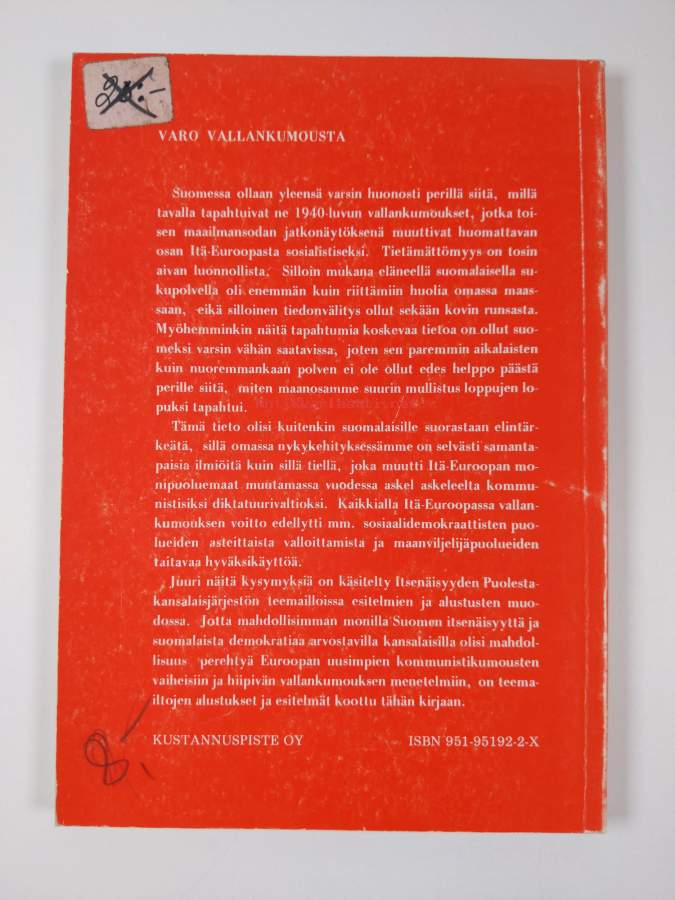 VARO VALLANKUMOUSTA
Suomessa ollaan yleensä varsin huonosti perillä siitä, millä
tavalla tapahtuivat ne 1940-luvun vallankumoukset, jotka toi-
sen maailmansodan jatkonäytöksenä muuttivat huomattavan
osan Itä-Euroopasta sosialistiseksi. Tietämättömyys on tosin
aivan luonnollista. Silloin mukana eläneellä suomalaisella su-
kupolvella oli enemmän kuin riittämiin huolia omassa maas-
saan, eikä silloinen tiedonvälitys ollut sekään kovin runsasta.
Myöhemminkin näitä tapahtumia koskevaa tietoa on ollut suo-
meksi varsin vähän saatavissa, joten sen paremmin aikalaisten
kuin nuoremmankaan polven ei ole ollut edes helppo päästä
perille siitä, miten maanosamme suurin mullistus loppujen lo-
puksi tapahtui.
Tämä tieto olisi kuitenkin suomalaisille suorastaan elintär-
keätä, sillä omassa nykykehityksessämme on selvästi samanta-
paisia ilmiöitä kuin sillä tiellä, joka muutti Itä-Euroopan mo-
nipuoluemaat muutamassa vuodessa askel askeleelta kommu-
nistisiksi diktatuurivaltioksi. Kaikkialla Itä-Euroopassa vallan-
kumouksen voitto edellytti mm. sosiaalidemokraattisten puo-
lueiden asteittaista valloittamista ja maanviljelijäpuolueiden
taitavaa hyväksikäyttöä.
Juuri näitä kysymyksiä on käsitelty Itsenäisyyden Puolesta-
kansalaisjärjestön teemailloissa esitelmien ja alustusten muo-
dossa. Jotta mahdollisimman monilla Suomen itsenäisyyttä ja
suomalaista demokratiaa arvostavilla kansalaisilla olisi mahdol-
lisuus perehtyä Euroopan uusimpien kommunistikumousten
vaiheisiin ja hiipivän vallankumouksen menetelmiin, on teema-
iltojen alustukset ja esitelmät koottu tähän kirjaan.
KUSTANNUSPISTE OY ISBN 951-95192-2-X
8,-